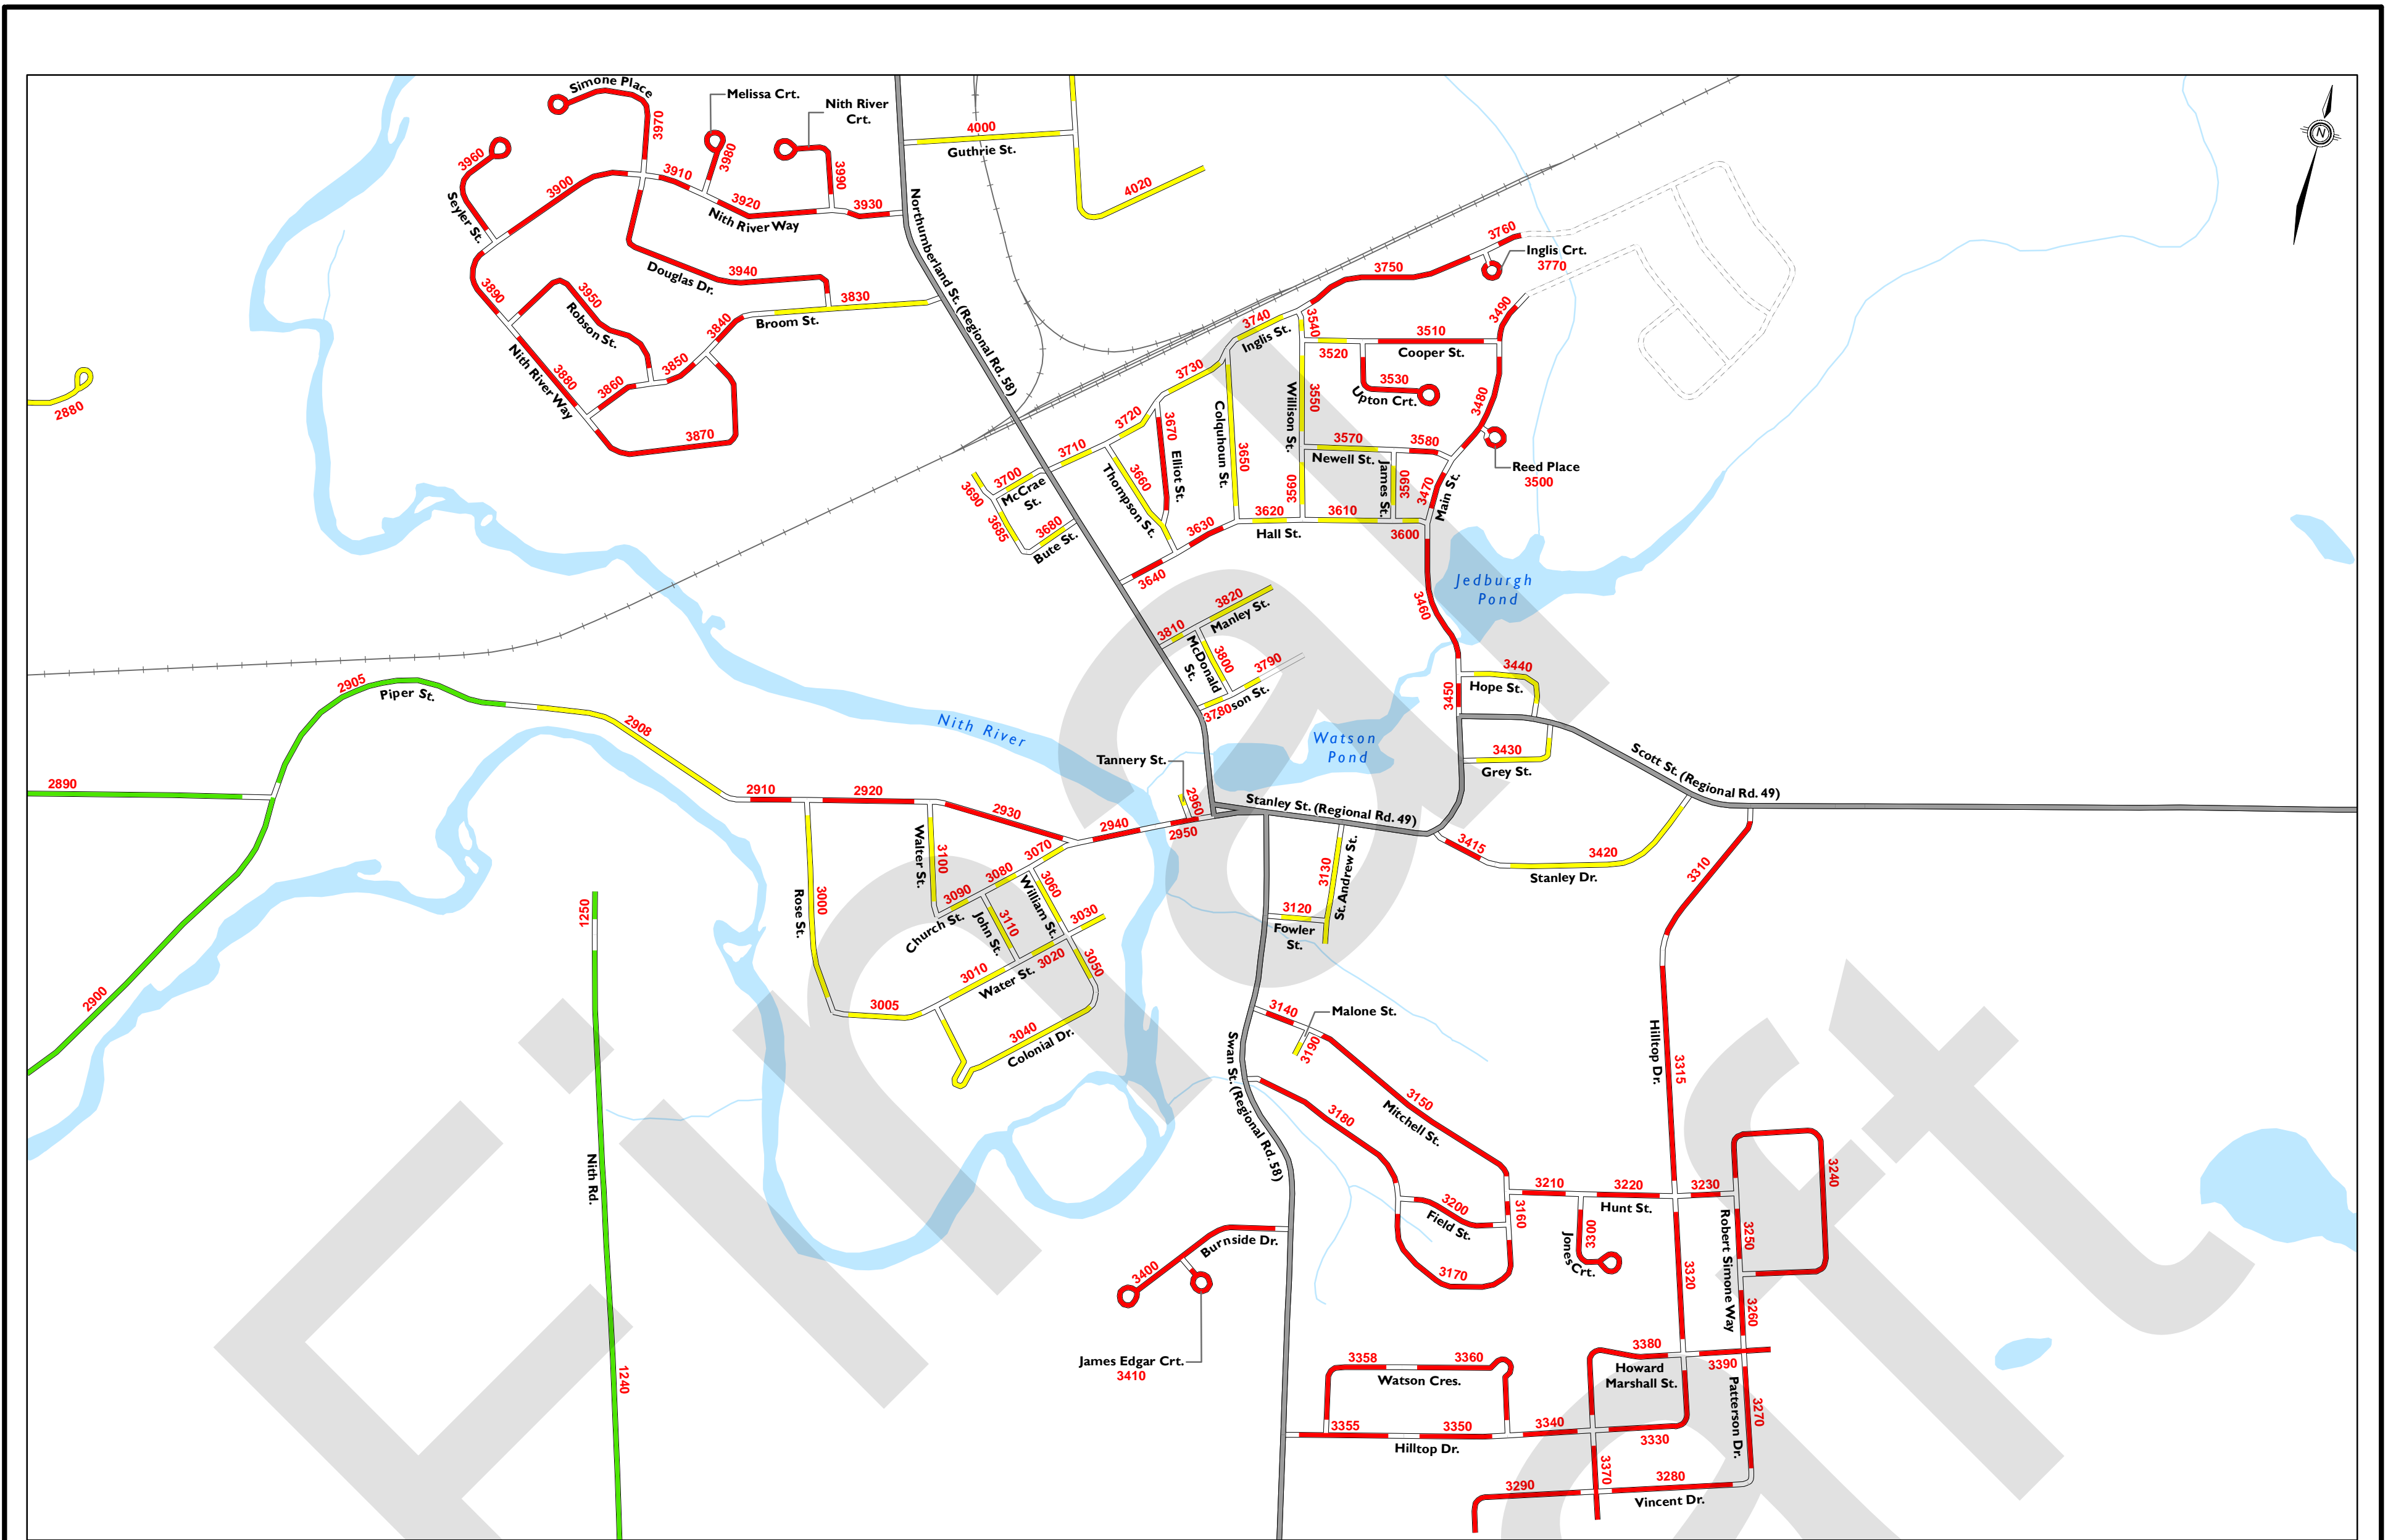 Simone Place
3970
Melissa Crt.
Nith River
Crt.
3960
3980
3990
3910
3900
3920
3930
Seyler St.
Nith River Way
4000
Guthrie St.
4020
N
Northumberland St. (Regional Rd. 58)
Douglas Dr.
3940
3890
3950
Robson St.
3830
Broom St.
3840
3850
3860
3880
Nith River Way
3870
2880
3760
Inglis Crt.
3770
3750
3490
3740
Inglis St.
3540
3510
3520
Cooper St.
3530
Upton Crt.
3730
3550
Willison St.
3480
3720
3670
Elliot St.
Colquhoun St.
3650
3710
3570
3580
Newell St.
Reed Place
3500
3700
McCrae
St.
3690
3685
3680
Bute St.
3660
Thompson St.
3560
James St.
3590
3470
Main St.
3630
3620
3610
Hall St.
3600
3640
3460
Jedburgh
Pond
3820
3810
Manley St.
McDonald
St.
3800
3790
3780
son St.
3440
Hope St.
3450
2905
Piper St.
2908
Nith River
Watson
Pond
3430
Grey St.
Scott St. (Regional Rd. 49)
Tannery St.
2960
2890
2910
2920
2930
2940
2950
Stanley St. (Regional Rd. 49)
3415
3420
Stanley Dr.
3070
3080
3060
3100
Walter St.
3090
Church St.
William St.
3110
John St.
3030
3000
Rose St.
3130
St. Andrew St.
3120
Fowler
St.
3310
1250
3010
3020
Water St.
3050
3005
3040
Colonial Dr.
2900
3140
Malone St.
3190
Swan St. (Regional Rd. 58)
Hilltop Dr.
3315
3180
3150
Mitchell St.
Nith Rd.
3210
3220
3230
Hunt St.
3240
3200
Field St.
3160
3300
Jones Crt.
3250
Robert Simone Way
Burnside Dr.
3400
3170
3320
3260
James Edgar Crt.
3410
1240
3358
3360
Watson Cres.
3380
3390
Howard
Marshall St.
3355
3350
3340
3330
Hilltop Dr.
Patterson Dr.
3270
3370
3290
3280
Vincent Dr.
Final